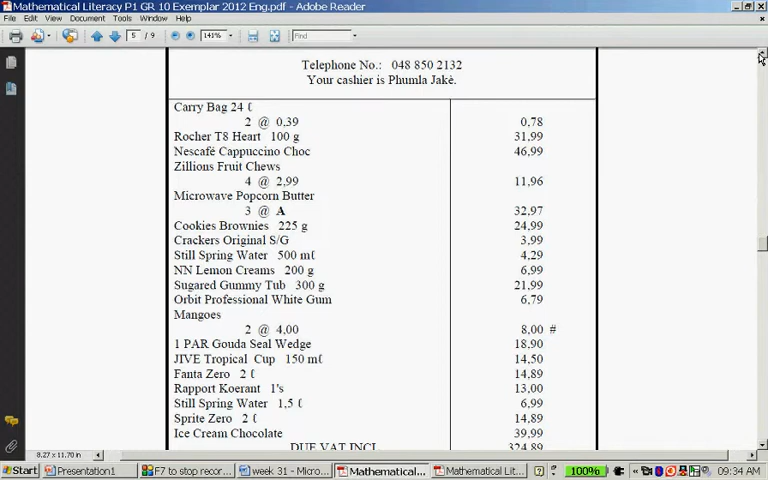 Mathematical Literacy P1 GR 10 Exemplar 2012 Eng.pdf - Adobe Reader
File Edit View Document Tools Window Help
5 / 9 141% Find
Telephone No.: 048 850 2132
Your cashier is Phumla Jakè.
Carry Bag 24 ℓ
2 @ 0,39 0,78
Rocher T8 Heart 100 g 31,99
Nescafé Cappuccino Choc 46,99
Zillions Fruit Chews
4 @ 2,99 11,96
Microwave Popcorn Butter
3 @ A 32,97
Cookies Brownies 225 g 24,99
Crackers Original S/G 3,99
Still Spring Water 500 mℓ 4,29
NN Lemon Creams 200 g 6,99
Sugared Gummy Tub 300 g 21,99
Orbit Professional White Gum 6,79
Mangoes
2 @ 4,00 8,00 #
1 PAR Gouda Seal Wedge 18,90
JIVE Tropical Cup 150 mℓ 14,50
Fanta Zero 2 ℓ 14,89
Rapport Koerant 1's 13,00
Still Spring Water 1,5 ℓ 6,99
Sprite Zero 2 ℓ 14,89
Ice Cream Chocolate 39,99
DUE VAT INCL 324,89
8.27 x 11.70 in
Start Presentation1 F7 to stop recor... week 31 - Micro... Mathematical... Mathematical Lit... 100% 09:34 AM